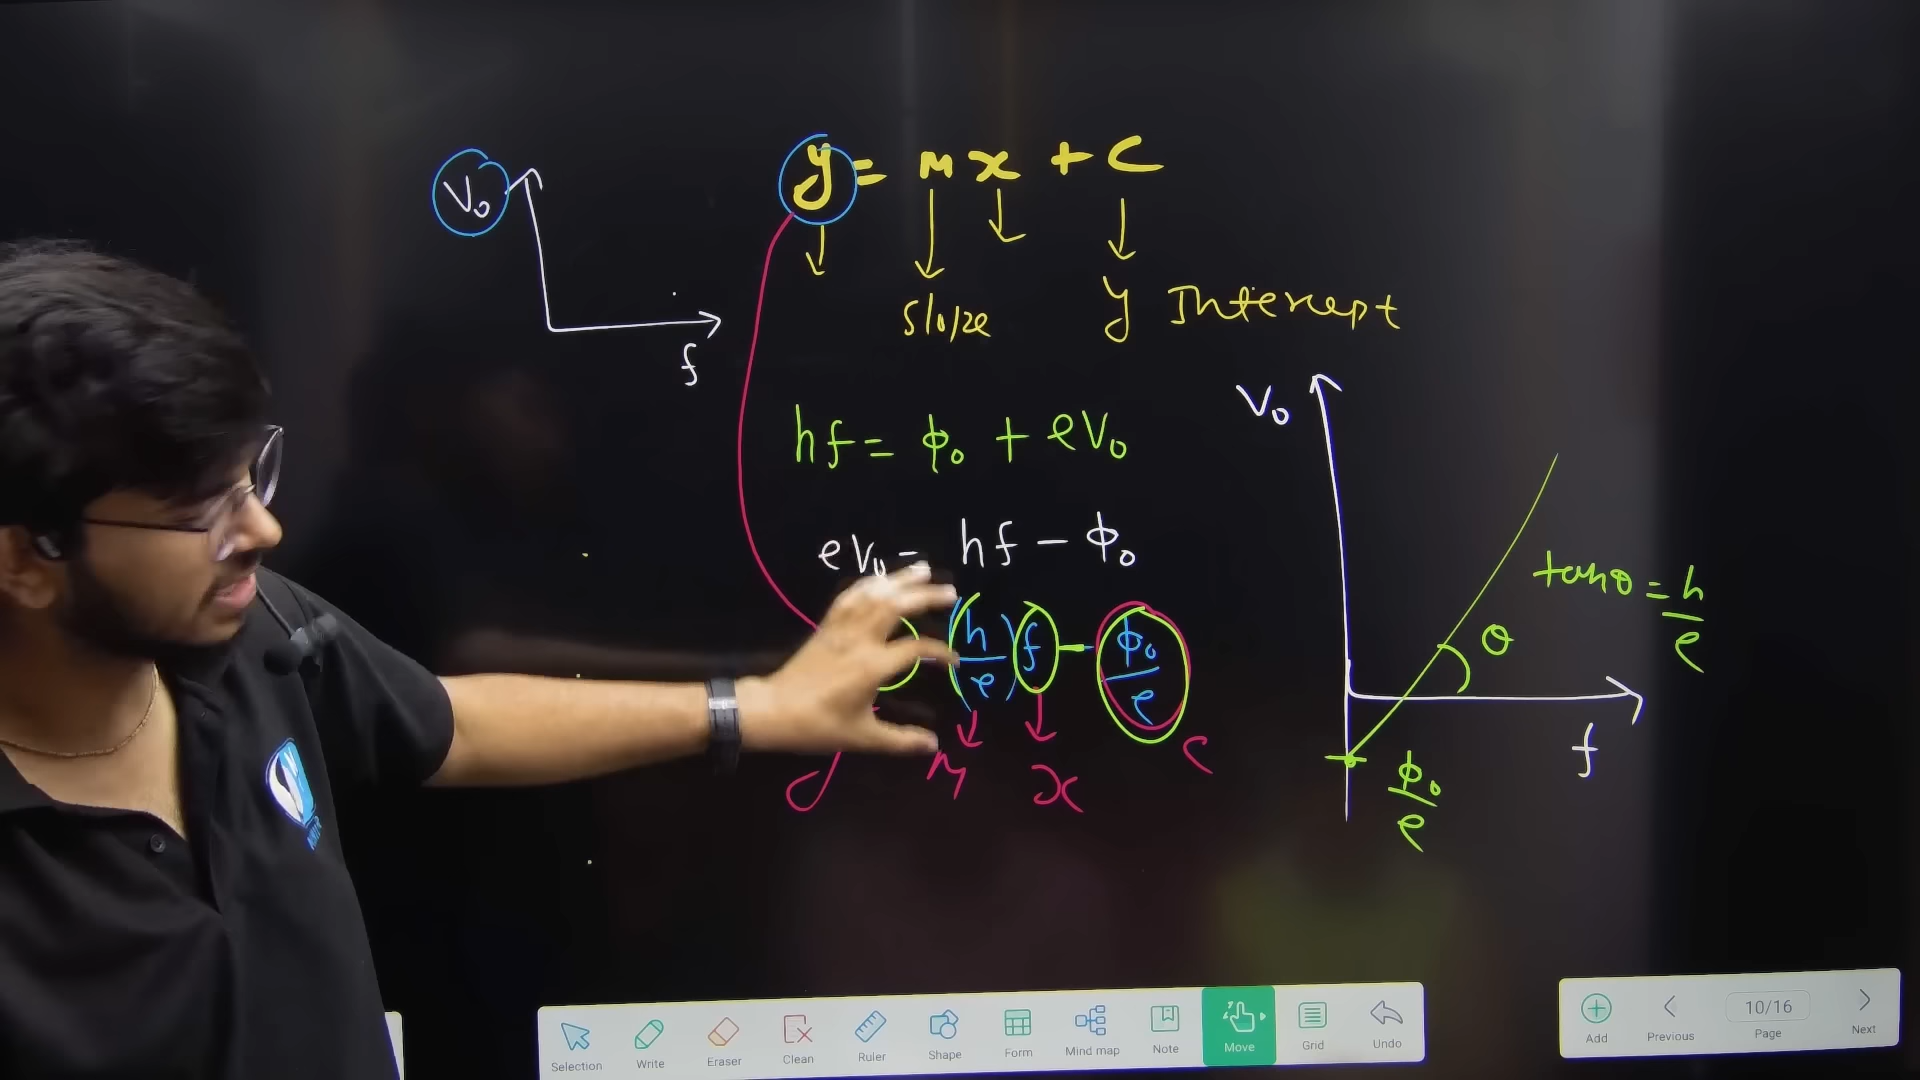 V₀
f
y = mx + c
slope
y Intercept
hf = ϕ₀ + eV₀
eV₀ = hf − ϕ₀
(h/e) f − ϕ₀/e
y m x c
V₀
f
θ
tanθ = h/e
ϕ₀/e
Selection
Write
Eraser
Clean
Ruler
Shape
Form
Mind map
Note
Move
Grid
Undo
Add
Previous
10/16
Page
Next